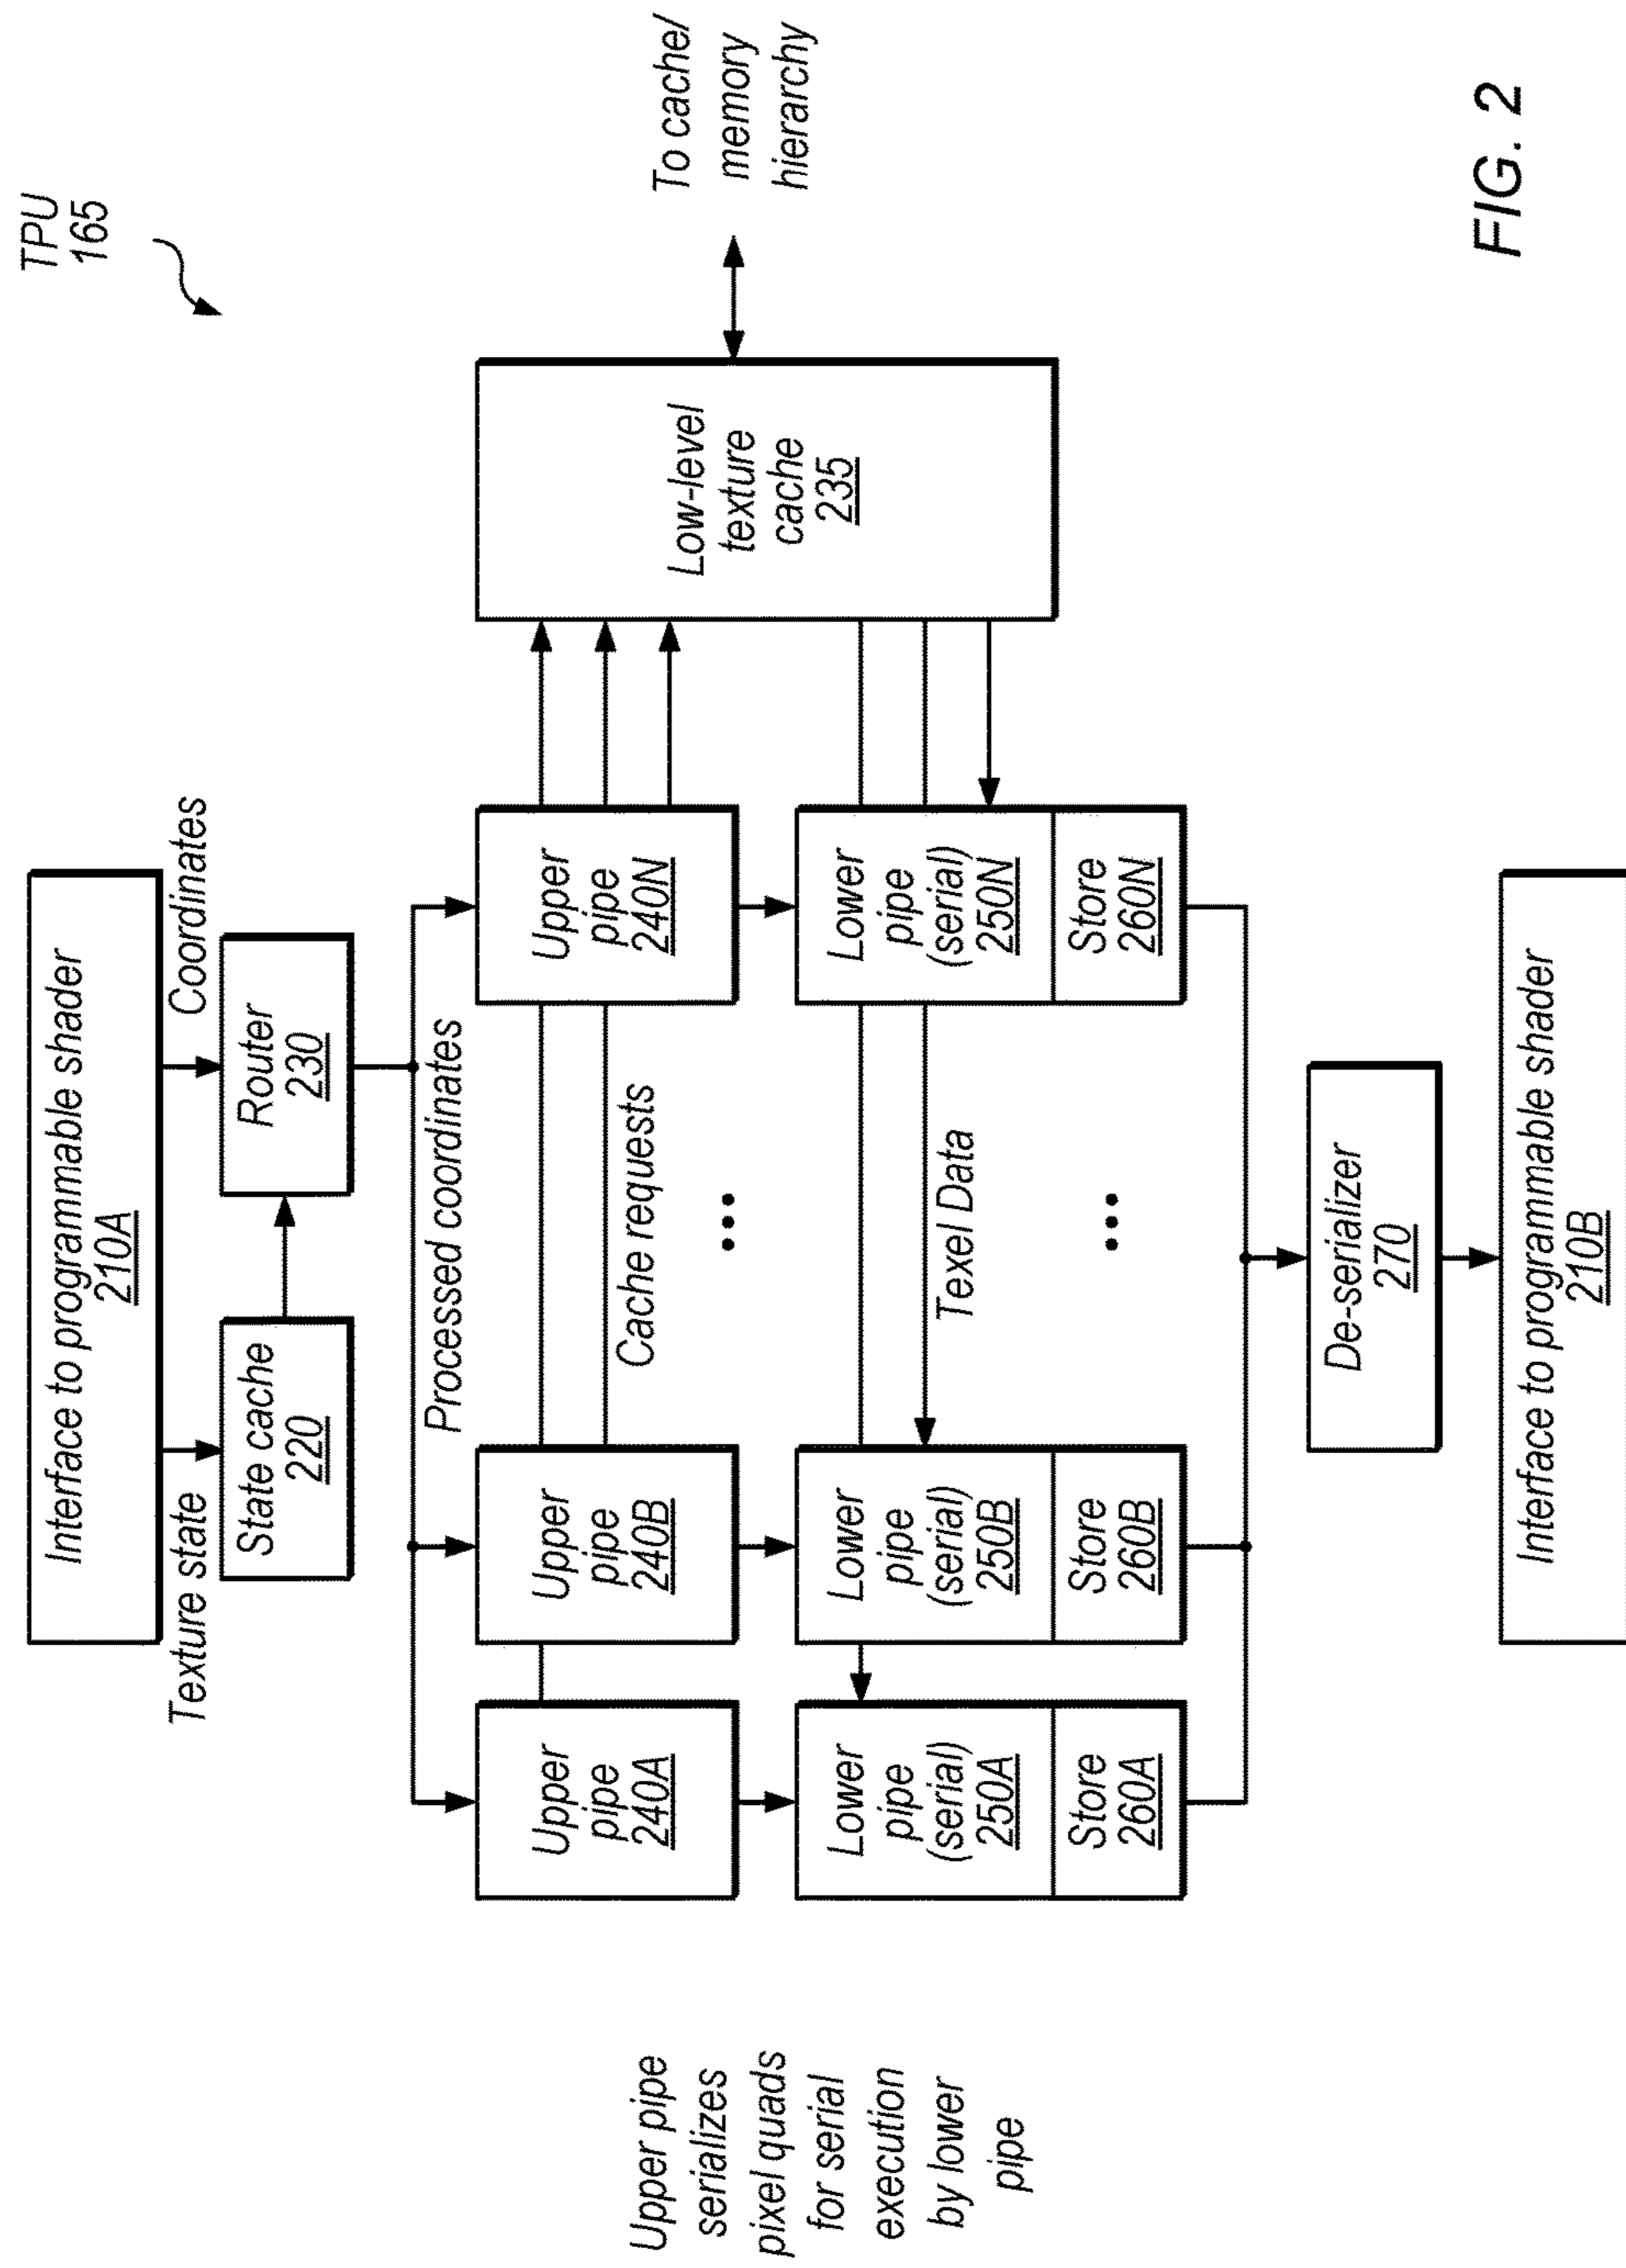 TPU
165
Interface to programmable shader
210A
Texture state
Coordinates
State cache
220
Router
230
Processed coordinates
Upper
pipe
240A
Upper
pipe
240B
Upper
pipe
240N
Cache requests
•••
Low-level
texture
cache
235
To cache/
memory
hierarchy
Upper pipe
serializes
pixel quads
for serial
execution
by lower
pipe
Lower
pipe
(serial)
250A
Lower
pipe
(serial)
250B
Lower
pipe
(serial)
250N
Texel Data
•••
Store
260A
Store
260B
Store
260N
De-serializer
270
Interface to programmable shader
210B
FIG. 2